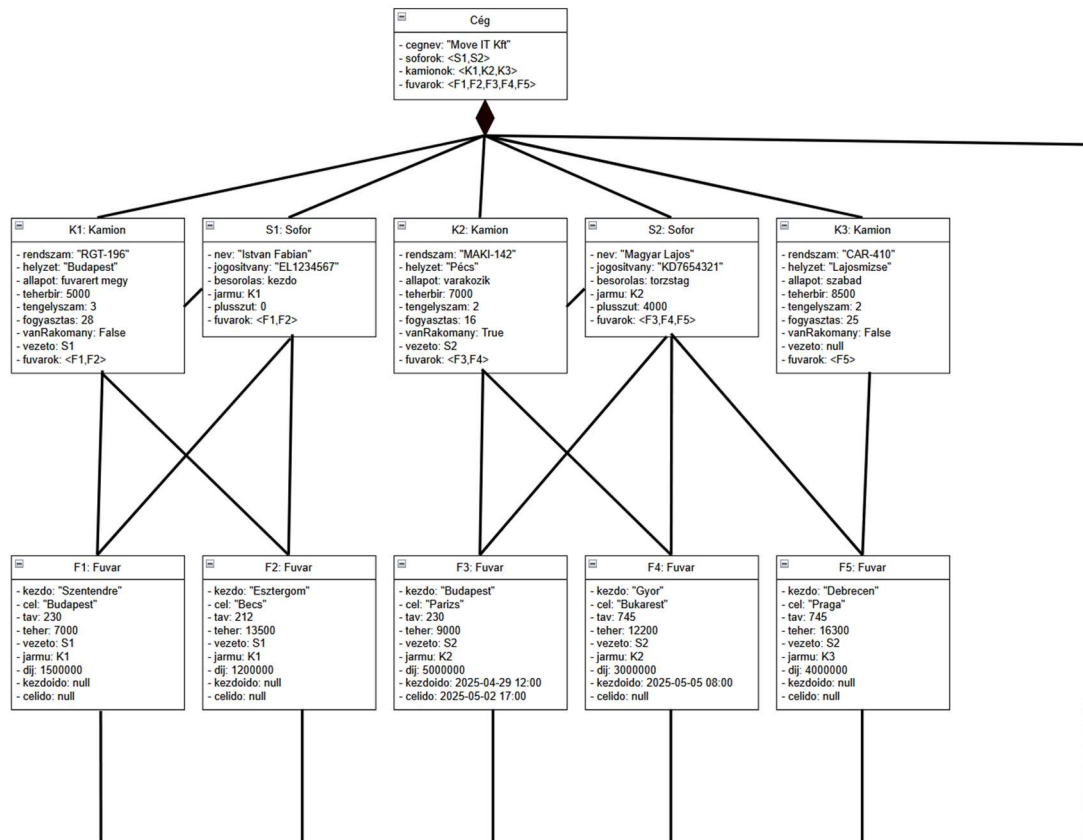 Cég
- cegnev: "Move IT Kft"
- soforok: <S1,S2>
- kamionok: <K1,K2,K3>
- fuvarok: <F1,F2,F3,F4,F5>
K1: Kamion
- rendszam: "RGT-196"
- helyzet: "Budapest"
- allapot: fuvarert megy
- teherbir: 5000
- tengelyszam: 3
- fogyasztas: 28
- vanRakomany: False
- vezeto: S1
- fuvarok: <F1,F2>
S1: Sofor
- nev: "Istvan Fabian"
- jogositvany: "EL1234567"
- besorolas: kezdo
- jarmu: K1
- plusszut: 0
- fuvarok: <F1,F2>
K2: Kamion
- rendszam: "MAKI-142"
- helyzet: "Pécs"
- allapot: varakozik
- teherbir: 7000
- tengelyszam: 2
- fogyasztas: 16
- vanRakomany: True
- vezeto: S2
- fuvarok: <F3,F4>
S2: Sofor
- nev: "Magyar Lajos"
- jogositvany: "KD7654321"
- besorolas: torzstag
- jarmu: K2
- plusszut: 4000
- fuvarok: <F3,F4,F5>
K3: Kamion
- rendszam: "CAR-410"
- helyzet: "Lajosmizse"
- allapot: szabad
- teherbir: 8500
- tengelyszam: 2
- fogyasztas: 25
- vanRakomany: False
- vezeto: null
- fuvarok: <F5>
F1: Fuvar
- kezdo: "Szentendre"
- cel: "Budapest"
- tav: 230
- teher: 7000
- vezeto: S1
- jarmu: K1
- dij: 1500000
- kezdoido: null
- celido: null
F2: Fuvar
- kezdo: "Esztergom"
- cel: "Becs"
- tav: 212
- teher: 13500
- vezeto: S1
- jarmu: K1
- dij: 1200000
- kezdoido: null
- celido: null
F3: Fuvar
- kezdo: "Budapest"
- cel: "Parizs"
- tav: 230
- teher: 9000
- vezeto: S2
- jarmu: K2
- dij: 5000000
- kezdoido: 2025-04-29 12:00
- celido: 2025-05-02 17:00
F4: Fuvar
- kezdo: "Gyor"
- cel: "Bukarest"
- tav: 745
- teher: 12200
- vezeto: S2
- jarmu: K2
- dij: 3000000
- kezdoido: 2025-05-05 08:00
- celido: null
F5: Fuvar
- kezdo: "Debrecen"
- cel: "Praga"
- tav: 745
- teher: 16300
- vezeto: S2
- jarmu: K3
- dij: 4000000
- kezdoido: null
- celido: null